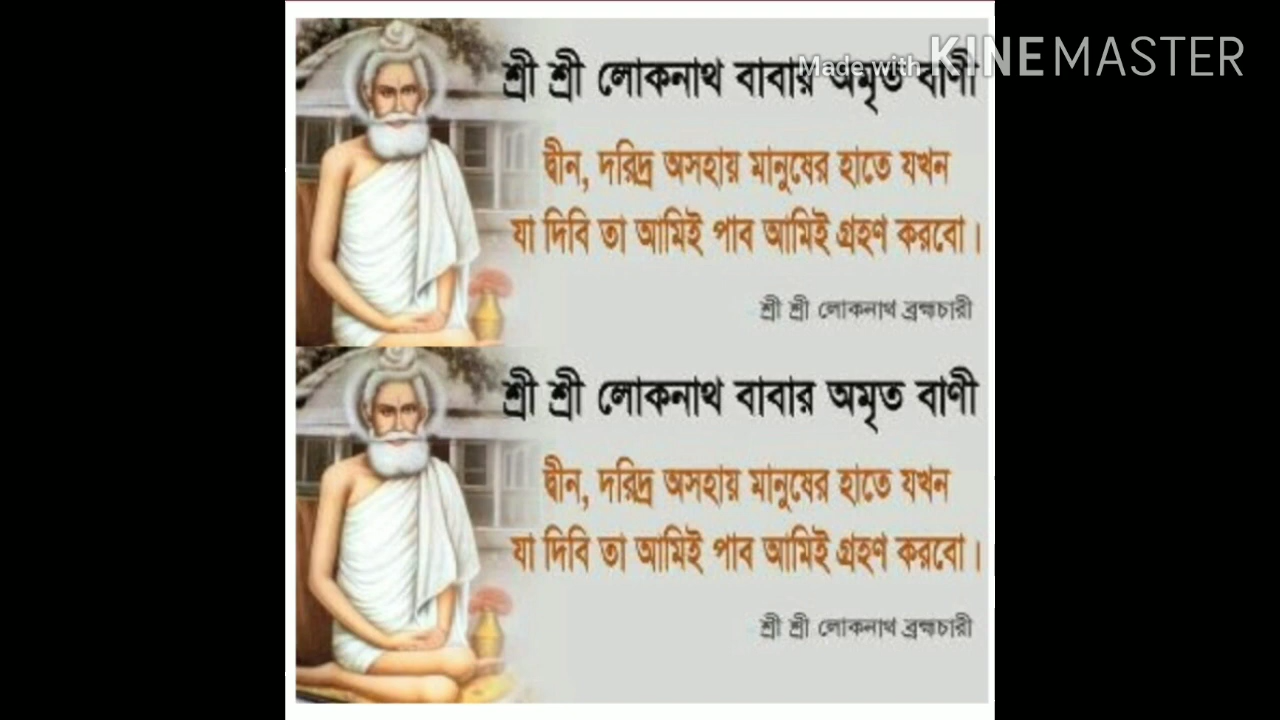 Made with KINEMASTER
শ্রী শ্রী লোকনাথ বাবার অমৃত বাণী
দ্বীন, দরিদ্র অসহায় মানুষের হাতে যখন
যা দিবি তা আমিই পাব আমিই গ্রহণ করবো।
শ্রী শ্রী লোকনাথ ব্রহ্মচারী
শ্রী শ্রী লোকনাথ বাবার অমৃত বাণী
দ্বীন, দরিদ্র অসহায় মানুষের হাতে যখন
যা দিবি তা আমিই পাব আমিই গ্রহণ করবো।
শ্রী শ্রী লোকনাথ ব্রহ্মচারী